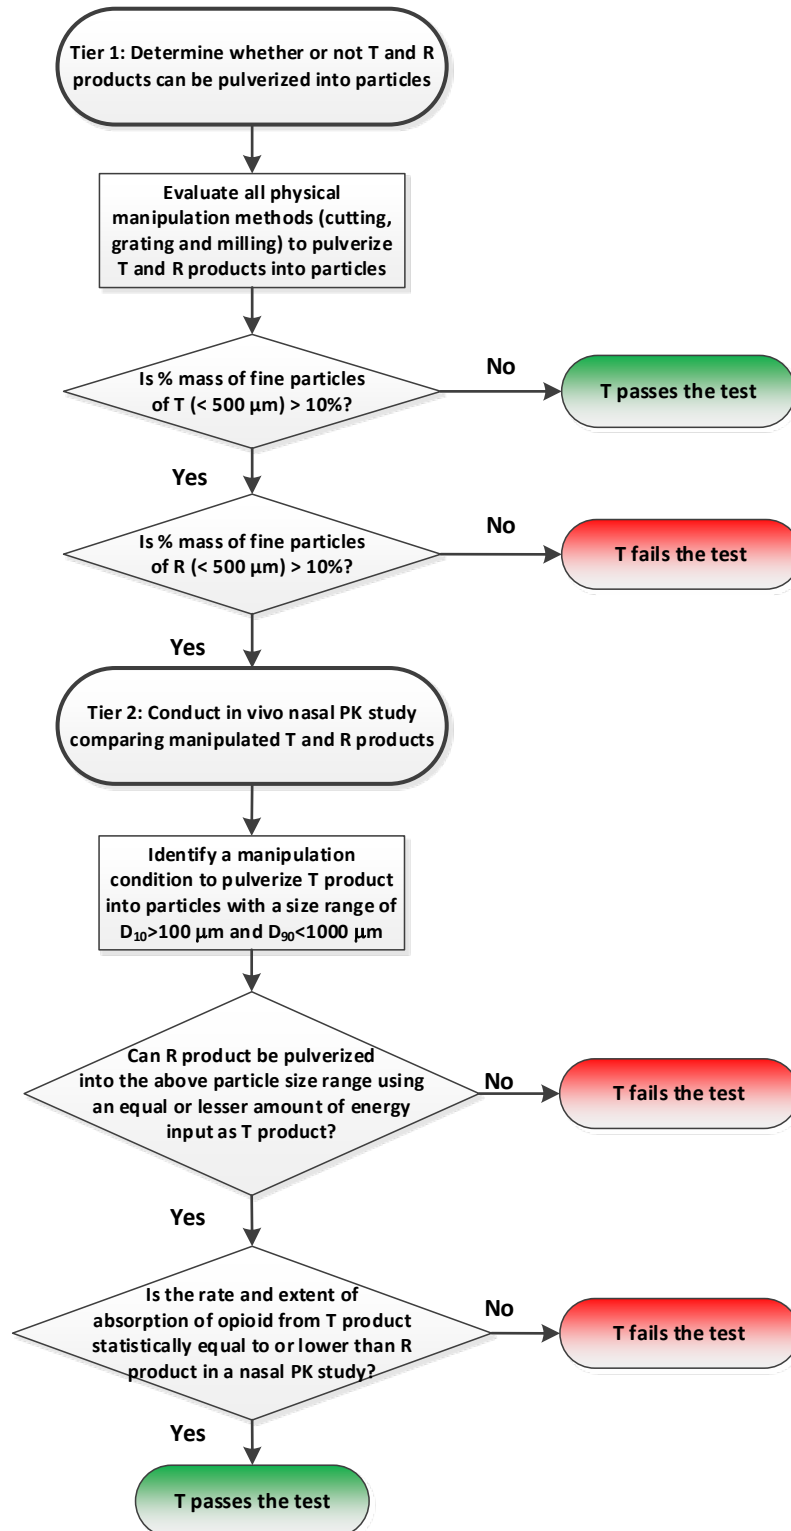 Tier 1: Determine whether or not T and R
products can be pulverized into particles
Evaluate all physical
manipulation methods (cutting,
grating and milling) to pulverize
T and R products into particles
Is % mass of fine particles
of T (< 500 µm) > 10%?
No
T passes the test
Yes
Is % mass of fine particles
of R (< 500 µm) > 10%?
No
T fails the test
Yes
Tier 2: Conduct in vivo nasal PK study
comparing manipulated T and R products
Identify a manipulation
condition to pulverize T product
into particles with a size range of
D₁₀>100 µm and D₉₀<1000 µm
Can R product be pulverized
into the above particle size range using
an equal or lesser amount of energy
input as T product?
No
T fails the test
Yes
Is the rate and extent of
absorption of opioid from T product
statistically equal to or lower than R
product in a nasal PK study?
No
T fails the test
Yes
T passes the test